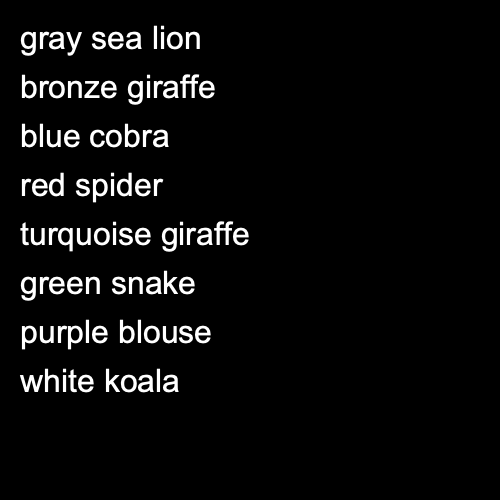 gray sea lion
bronze giraffe
blue cobra
red spider
turquoise giraffe
green snake
purple blouse
white koala